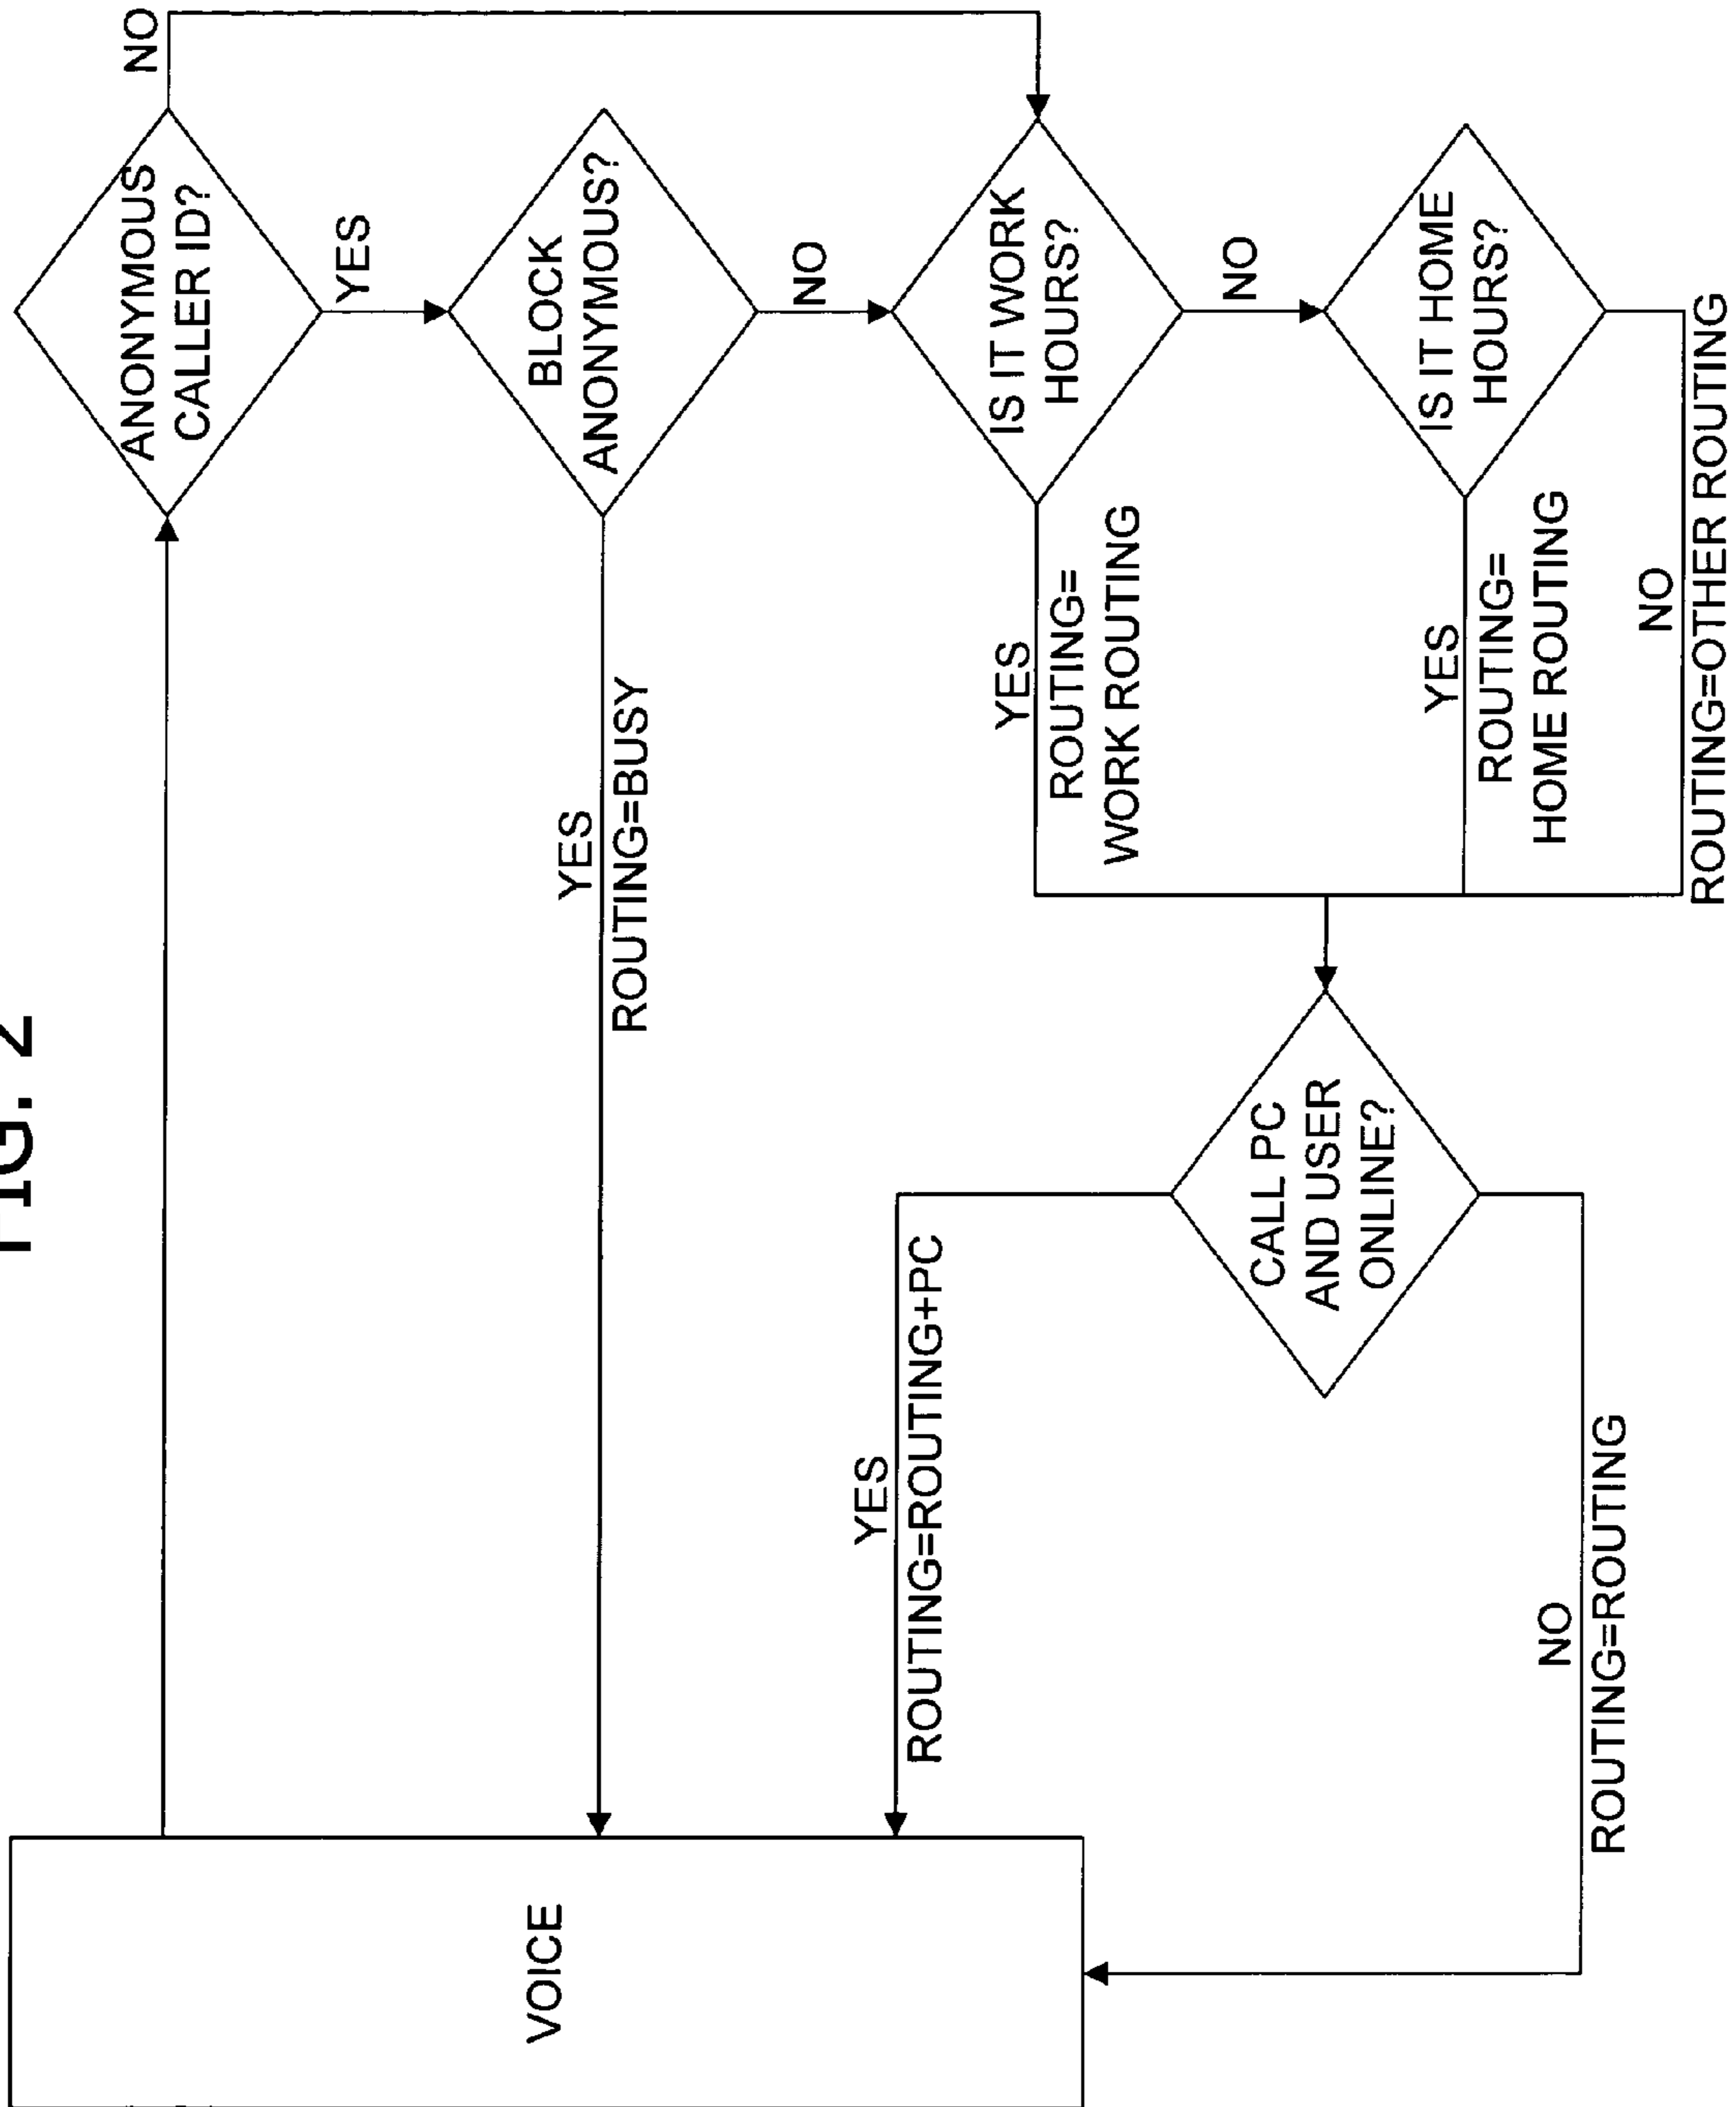 FIG. 2
VOICE
ANONYMOUS
CALLER ID?
NO
YES
BLOCK
ANONYMOUS?
YES
ROUTING=BUSY
NO
IS IT WORK
HOURS?
YES
ROUTING=
WORK ROUTING
NO
IS IT HOME
HOURS?
YES
ROUTING=
HOME ROUTING
NO
ROUTING=OTHER ROUTING
CALL PC
AND USER
ONLINE?
YES
ROUTING=ROUTING+PC
NO
ROUTING=ROUTING